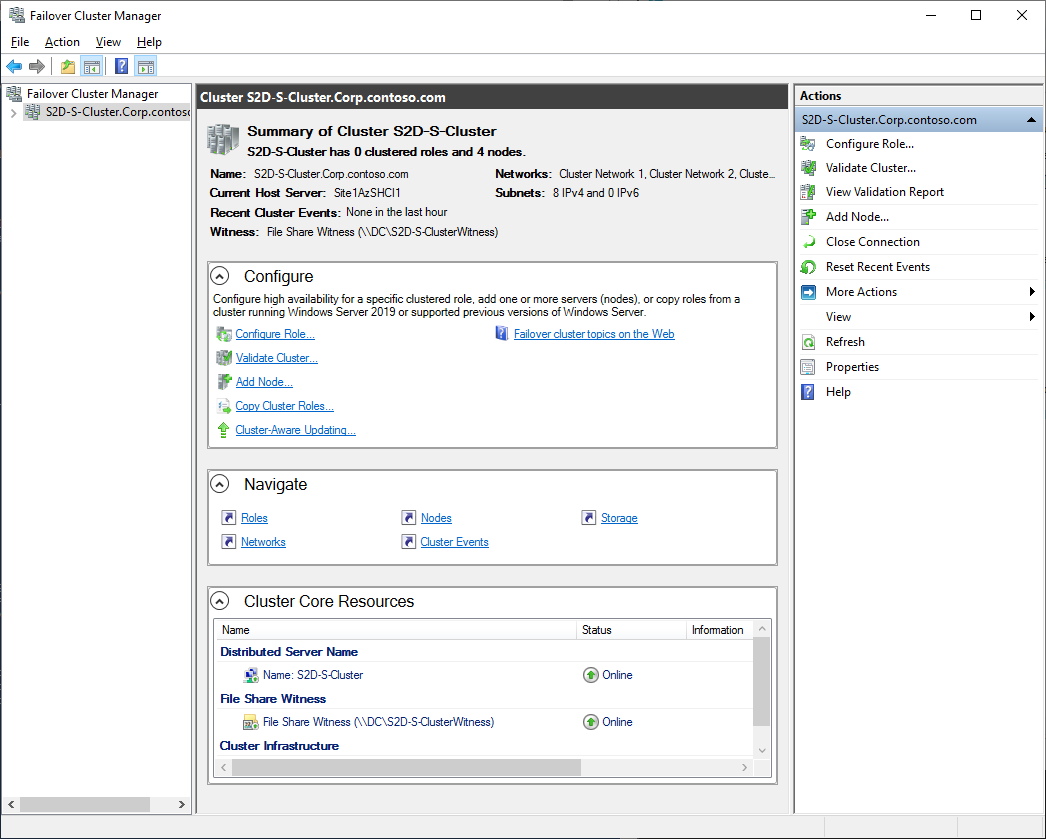 Failover Cluster Manager
File Action View Help
Failover Cluster Manager
S2D-S-Cluster.Corp.contoso
Cluster S2D-S-Cluster.Corp.contoso.com
Summary of Cluster S2D-S-Cluster
S2D-S-Cluster has 0 clustered roles and 4 nodes.
Name: S2D-S-Cluster.Corp.contoso.com
Networks: Cluster Network 1, Cluster Network 2, Cluste...
Current Host Server: Site1AzSHCI1
Subnets: 8 IPv4 and 0 IPv6
Recent Cluster Events: None in the last hour
Witness: File Share Witness (\\DC\S2D-S-ClusterWitness)
Configure
Configure high availability for a specific clustered role, add one or more servers (nodes), or copy roles from a
cluster running Windows Server 2019 or supported previous versions of Windows Server.
Configure Role...
Failover cluster topics on the Web
Validate Cluster...
Add Node...
Copy Cluster Roles...
Cluster-Aware Updating...
Navigate
Roles Nodes Storage
Networks Cluster Events
Cluster Core Resources
Name Status Information
Distributed Server Name
Name: S2D-S-Cluster Online
File Share Witness
File Share Witness (\\DC\S2D-S-ClusterWitness) Online
Cluster Infrastructure
Actions
S2D-S-Cluster.Corp.contoso.com
Configure Role...
Validate Cluster...
View Validation Report
Add Node...
Close Connection
Reset Recent Events
More Actions
View
Refresh
Properties
Help